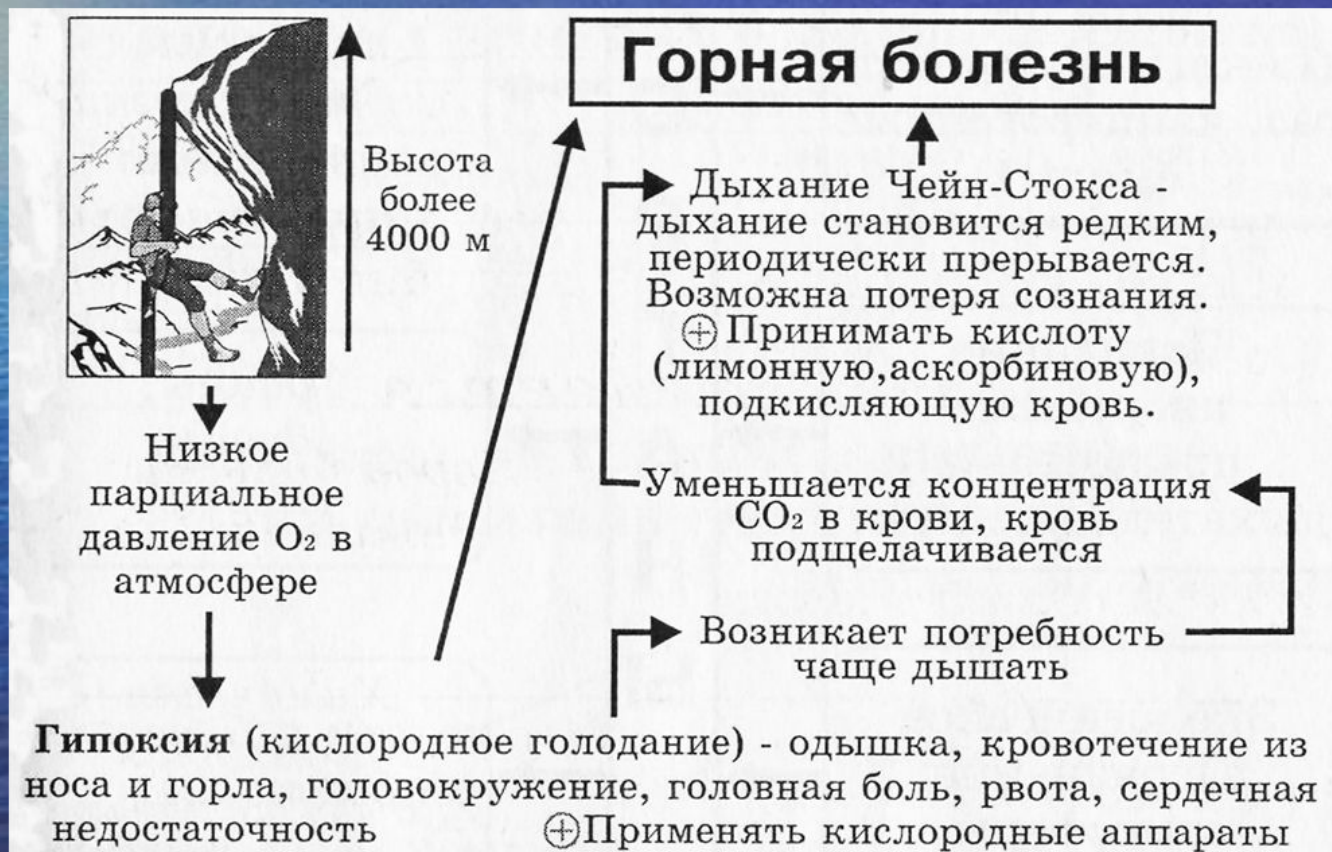 Горная болезнь
Высота
более
4000 м
Дыхание Чейн-Стокса -
дыхание становится редким,
периодически прерывается.
Возможна потеря сознания.
⊕Принимать кислоту
(лимонную,аскорбиновую),
подкисляющую кровь.
Низкое
парциальное
давление O₂ в
атмосфере
Уменьшается концентрация
CO₂ в крови, кровь
подщелачивается
Возникает потребность
чаще дышать
Гипоксия (кислородное голодание) - одышка, кровотечение из
носа и горла, головокружение, головная боль, рвота, сердечная
недостаточность ⊕Применять кислородные аппараты